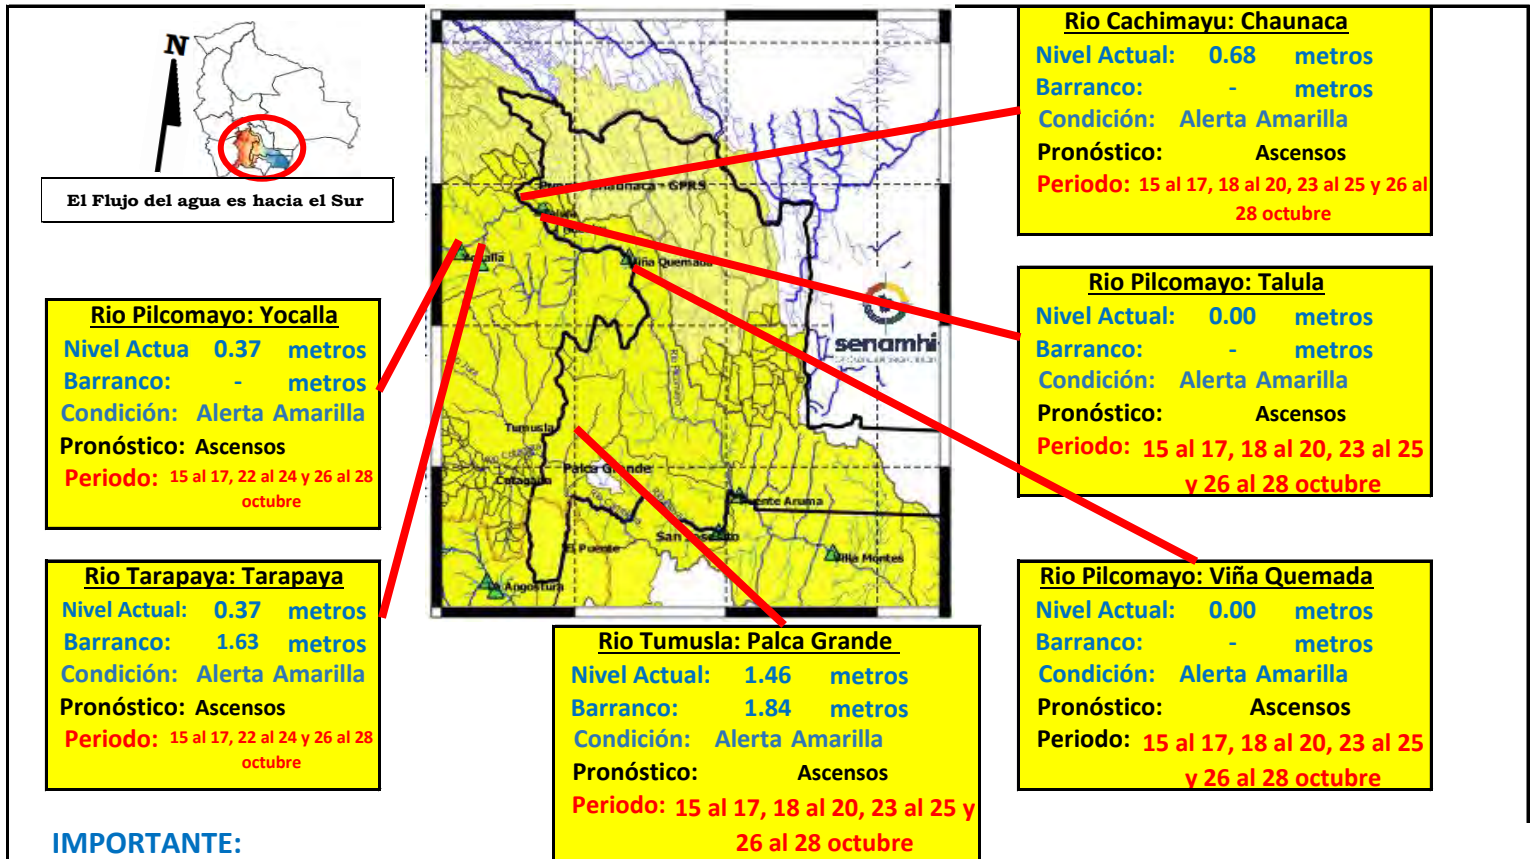 N
El Flujo del agua es hacia el Sur
Rio Pilcomayo: Yocalla
Nivel Actua 0.37 metros
Barranco: - metros
Condición: Alerta Amarilla
Pronóstico: Ascensos
Periodo: 15 al 17, 22 al 24 y 26 al 28
octubre
Rio Tarapaya: Tarapaya
Nivel Actual: 0.37 metros
Barranco: 1.63 metros
Condición: Alerta Amarilla
Pronóstico: Ascensos
Periodo: 15 al 17, 22 al 24 y 26 al 28
octubre
IMPORTANTE:
Chaunaca - GPRS
Viña Quemada
senamhi
Tumusla
Palca Grande
Cotagaita
Puente Aruma
San Josesito
El Puente
Villa Montes
Angostura
Rio Tumusla: Palca Grande
Nivel Actual: 1.46 metros
Barranco: 1.84 metros
Condición: Alerta Amarilla
Pronóstico: Ascensos
Periodo: 15 al 17, 18 al 20, 23 al 25 y
26 al 28 octubre
Rio Cachimayu: Chaunaca
Nivel Actual: 0.68 metros
Barranco: - metros
Condición: Alerta Amarilla
Pronóstico: Ascensos
Periodo: 15 al 17, 18 al 20, 23 al 25 y 26 al
28 octubre
Rio Pilcomayo: Talula
Nivel Actual: 0.00 metros
Barranco: - metros
Condición: Alerta Amarilla
Pronóstico: Ascensos
Periodo: 15 al 17, 18 al 20, 23 al 25
y 26 al 28 octubre
Rio Pilcomayo: Viña Quemada
Nivel Actual: 0.00 metros
Barranco: - metros
Condición: Alerta Amarilla
Pronóstico: Ascensos
Periodo: 15 al 17, 18 al 20, 23 al 25
y 26 al 28 octubre